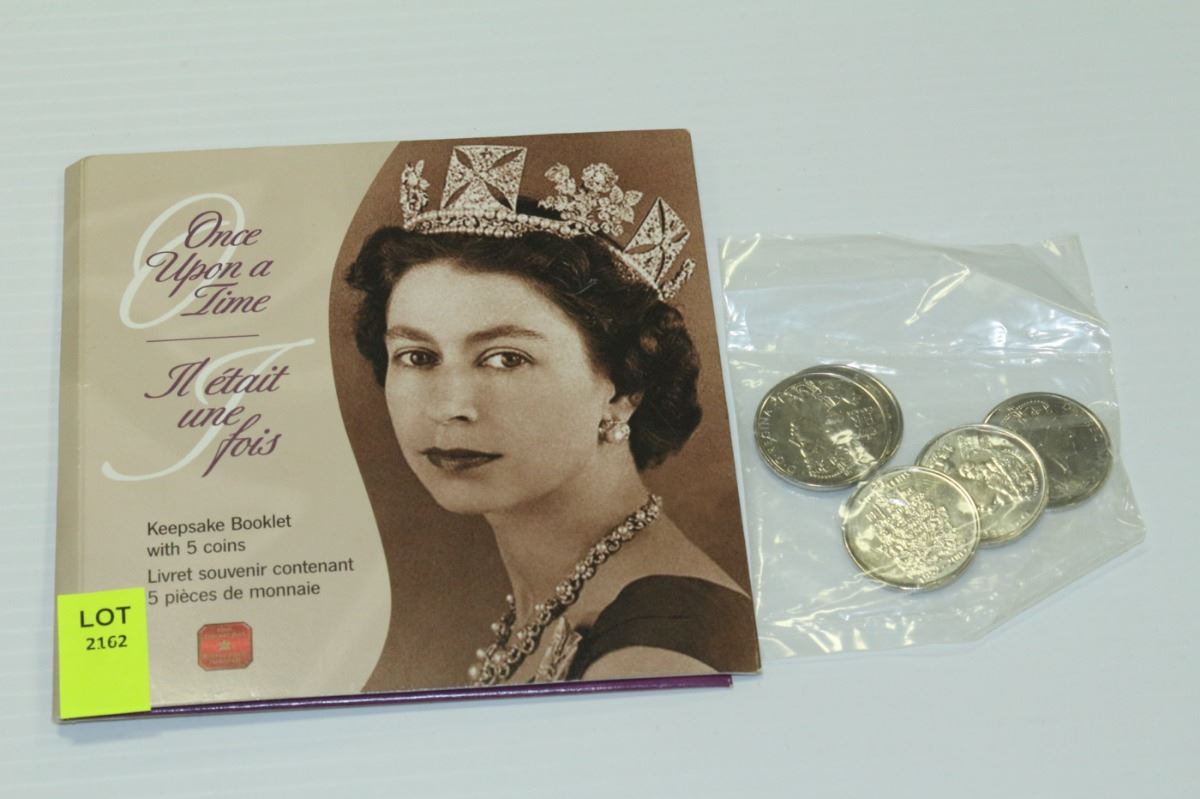 Once
Upon a
Time
Il était
une
fois
Keepsake Booklet
with 5 coins
Livret souvenir contenant
5 pièces de monnaie
LOT
2162